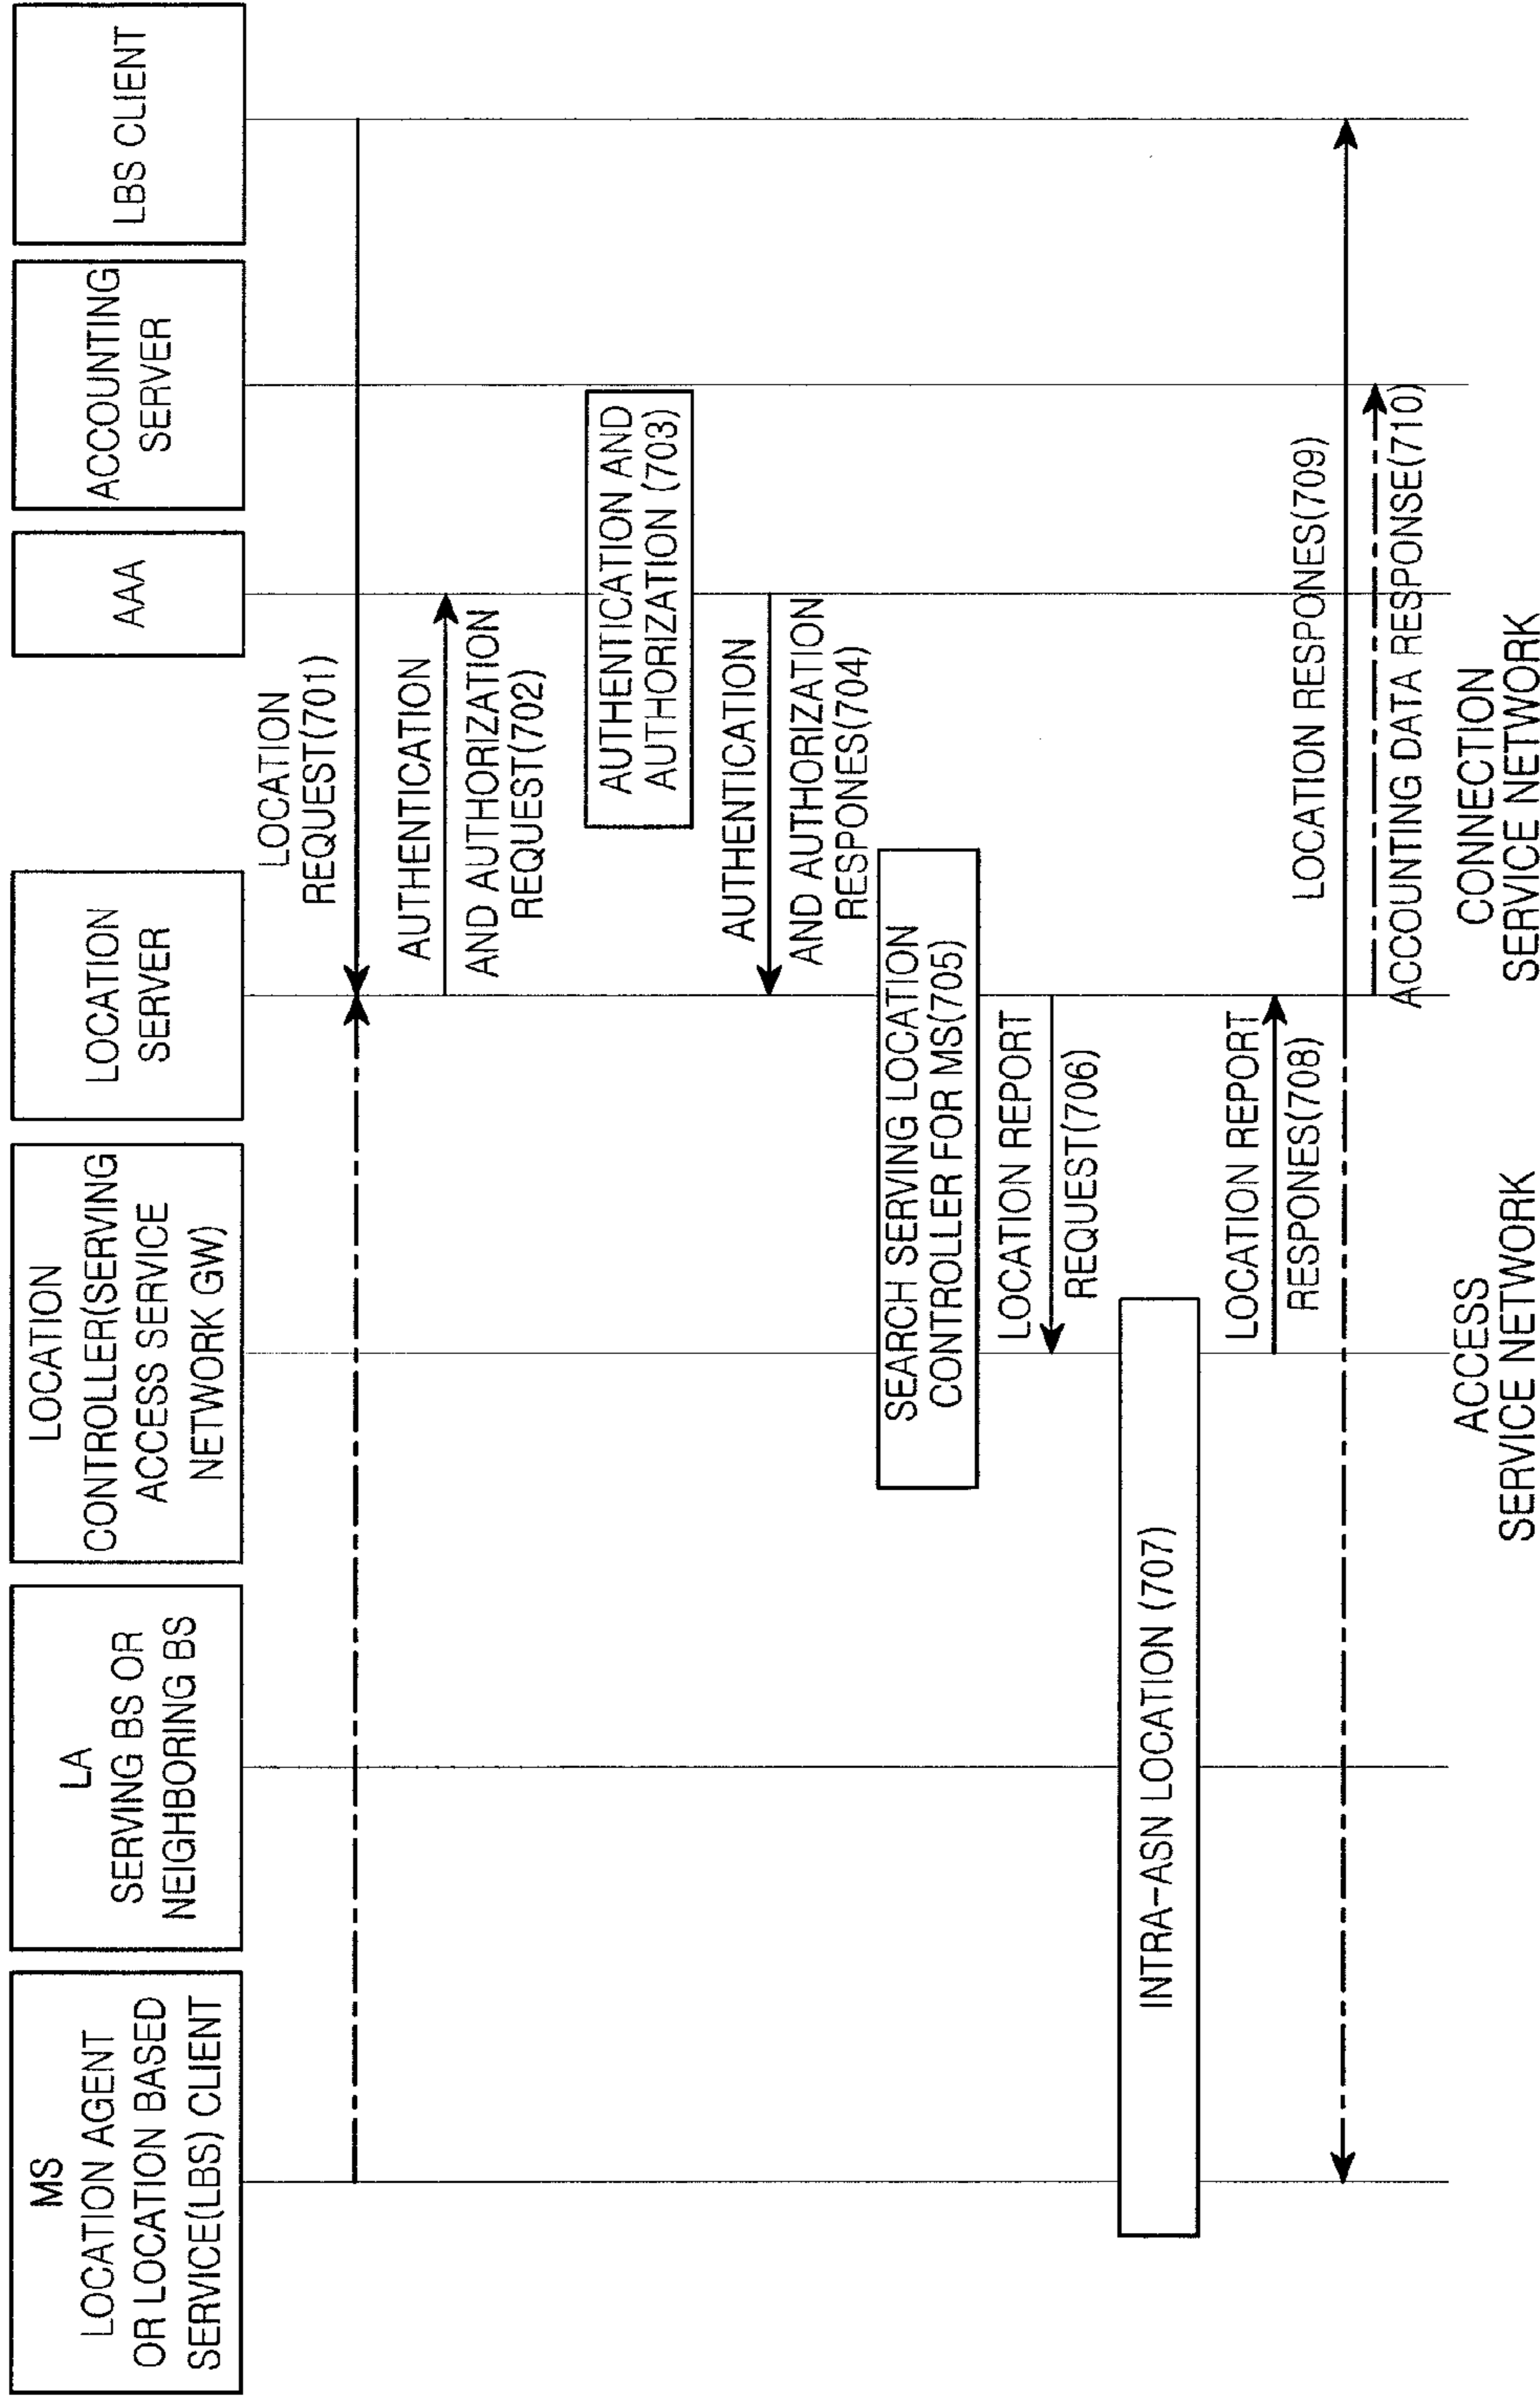 MS
LOCATION AGENT
OR LOCATION BASED
SERVICE(LBS) CLIENT
LA
SERVING BS OR
NEIGHBORING BS
LOCATION
CONTROLLER(SERVING
ACCESS SERVICE
NETWORK GW)
LOCATION
SERVER
AAA
ACCOUNTING
SERVER
LBS CLIENT
LOCATION
REQUEST(701)
AUTHENTICATION
AND AUTHORIZATION
REQUEST(702)
AUTHENTICATION AND
AUTHORIZATION (703)
AUTHENTICATION
AND AUTHORIZATION
RESPONES(704)
SEARCH SERVING LOCATION
CONTROLLER FOR MS(705)
LOCATION REPORT
REQUEST(706)
INTRA-ASN LOCATION (707)
LOCATION REPORT
RESPONES(708)
LOCATION RESPONES(709)
ACCOUNTING DATA RESPONSE(710)
ACCESS
SERVICE NETWORK
CONNECTION
SERVICE NETWORK